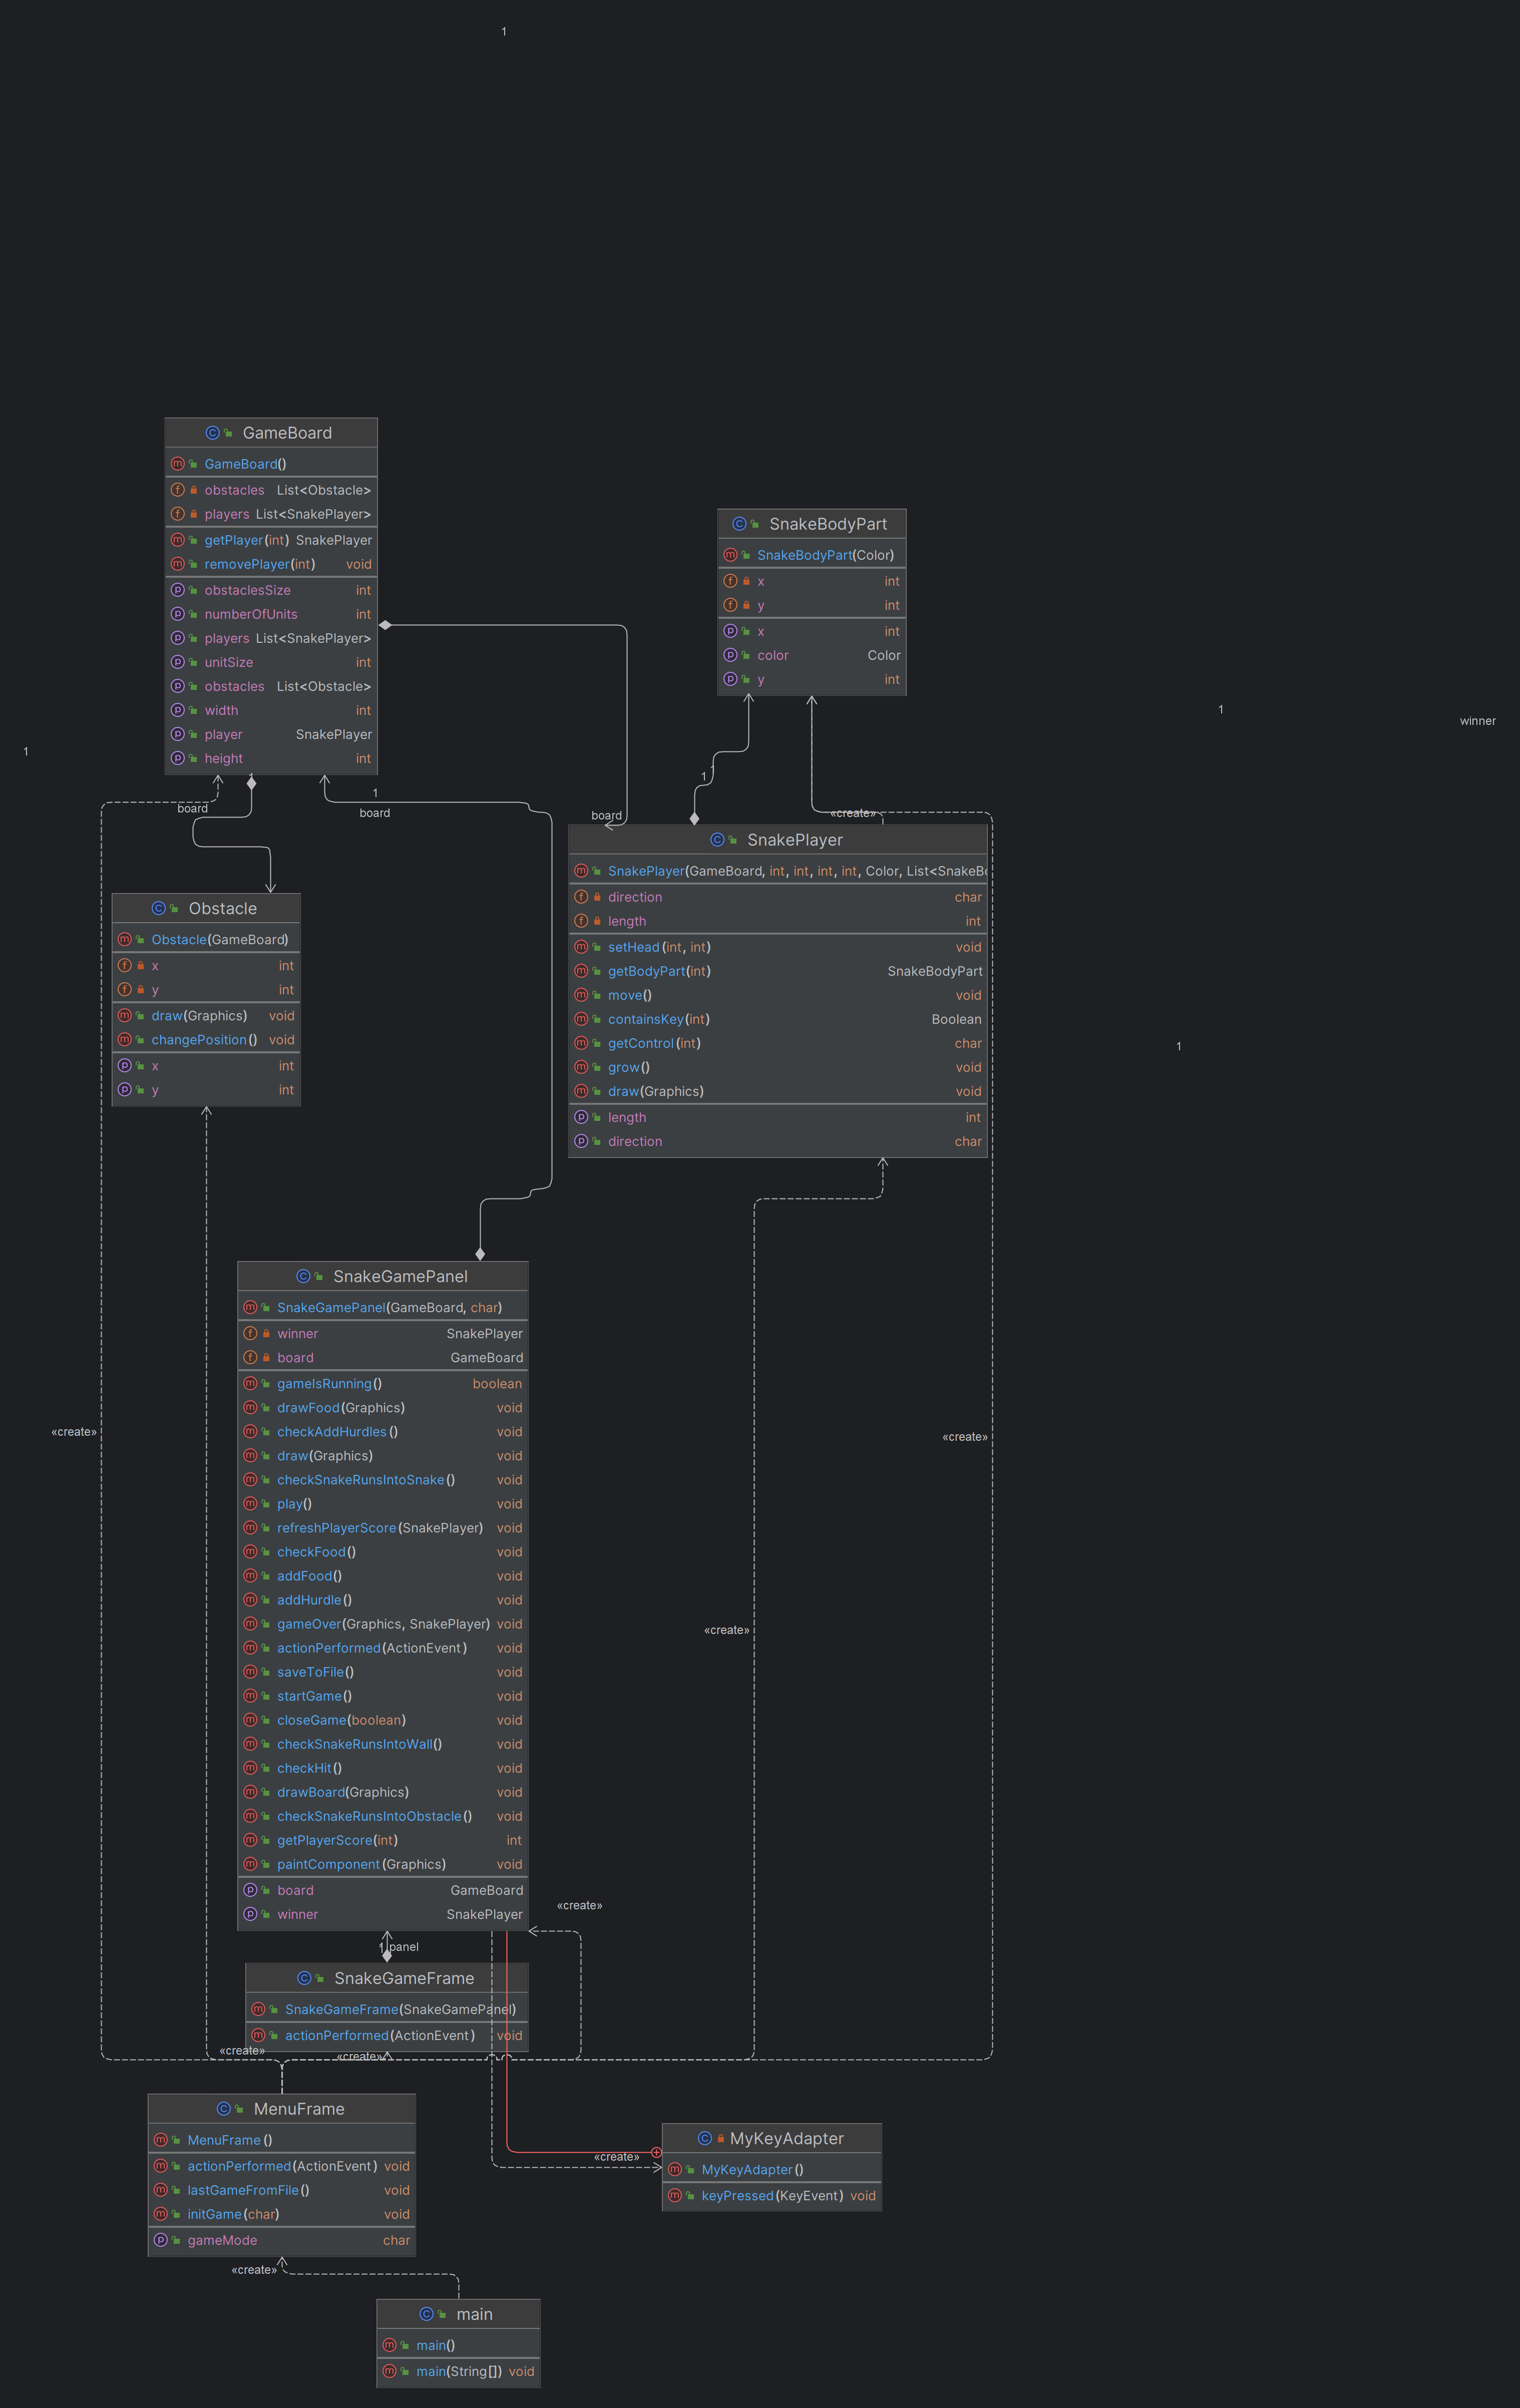 1
GameBoard
GameBoard()
obstacles List<Obstacle>
players List<SnakePlayer>
getPlayer(int) SnakePlayer
removePlayer(int) void
obstaclesSize int
numberOfUnits int
players List<SnakePlayer>
unitSize int
obstacles List<Obstacle>
width int
player SnakePlayer
height int
SnakeBodyPart
SnakeBodyPart(Color)
x int
y int
x int
color Color
y int
1
winner
1
1
board
1
board
board
1
1
«create»
SnakePlayer
SnakePlayer(GameBoard, int, int, int, int, Color, List<SnakeBo
direction char
length int
setHead(int, int) void
getBodyPart(int) SnakeBodyPart
move() void
containsKey(int) Boolean
getControl(int) char
grow() void
draw(Graphics) void
length int
direction char
1
Obstacle
Obstacle(GameBoard)
x int
y int
draw(Graphics) void
changePosition() void
x int
y int
SnakeGamePanel
SnakeGamePanel(GameBoard, char)
winner SnakePlayer
board GameBoard
gameIsRunning() boolean
drawFood(Graphics) void
checkAddHurdles() void
draw(Graphics) void
checkSnakeRunsIntoSnake() void
play() void
refreshPlayerScore(SnakePlayer) void
checkFood() void
addFood() void
addHurdle() void
gameOver(Graphics, SnakePlayer) void
actionPerformed(ActionEvent) void
saveToFile() void
startGame() void
closeGame(boolean) void
checkSnakeRunsIntoWall() void
checkHit() void
drawBoard(Graphics) void
checkSnakeRunsIntoObstacle() void
getPlayerScore(int) int
paintComponent(Graphics) void
board GameBoard
winner SnakePlayer
«create»
«create»
«create»
«create»
1 panel
SnakeGameFrame
SnakeGameFrame(SnakeGamePanel)
actionPerformed(ActionEvent) void
«create»
«create»
MenuFrame
MenuFrame()
actionPerformed(ActionEvent) void
lastGameFromFile() void
initGame(char) void
gameMode char
«create»
MyKeyAdapter
MyKeyAdapter()
keyPressed(KeyEvent) void
«create»
main
main()
main(String[]) void